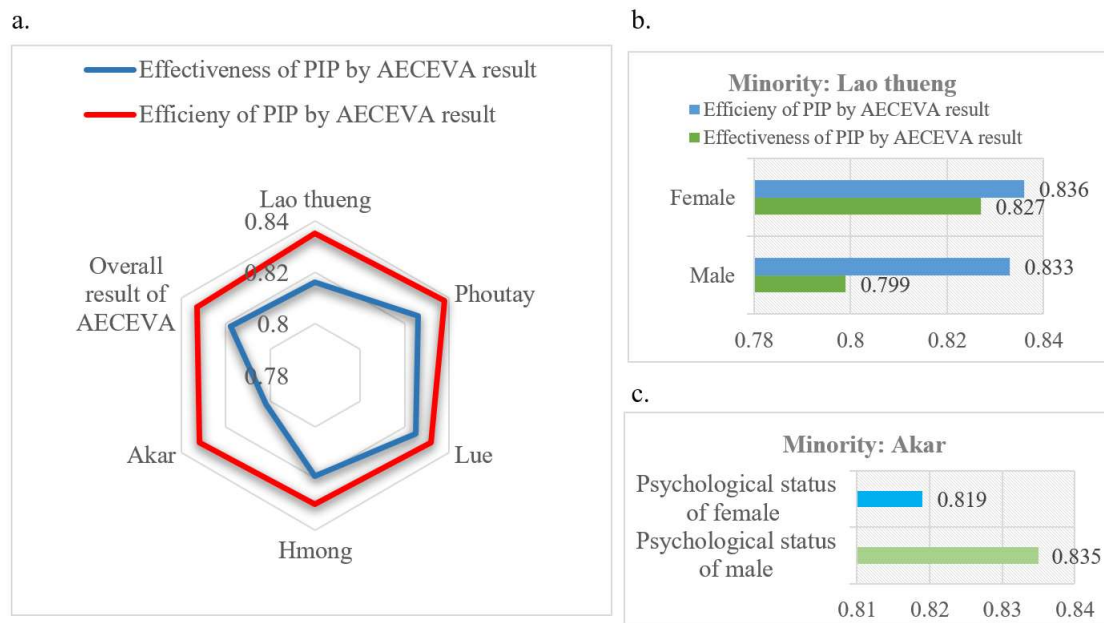 a.
Effectiveness of PIP by AECEVA result
Efficieny of PIP by AECEVA result
Lao thueng
0.84
0.82
0.8
0.78
Overall
result of
AECEVA
Phoutay
Akar
Lue
Hmong
b.
Minority: Lao thueng
Efficieny of PIP by AECEVA result
Effectiveness of PIP by AECEVA result
Female
0.836
0.827
Male
0.833
0.799
0.78 0.8 0.82 0.84
c.
Minority: Akar
Psychological status
of female
0.819
Psychological status
of male
0.835
0.81 0.82 0.83 0.84